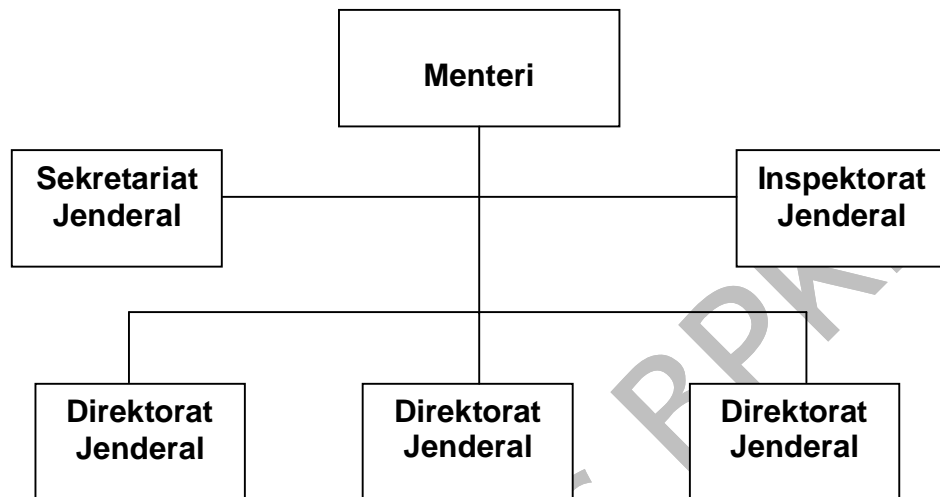 Menteri
Sekretariat
Jenderal
Inspektorat
Jenderal
Direktorat
Jenderal
Direktorat
Jenderal
Direktorat
Jenderal